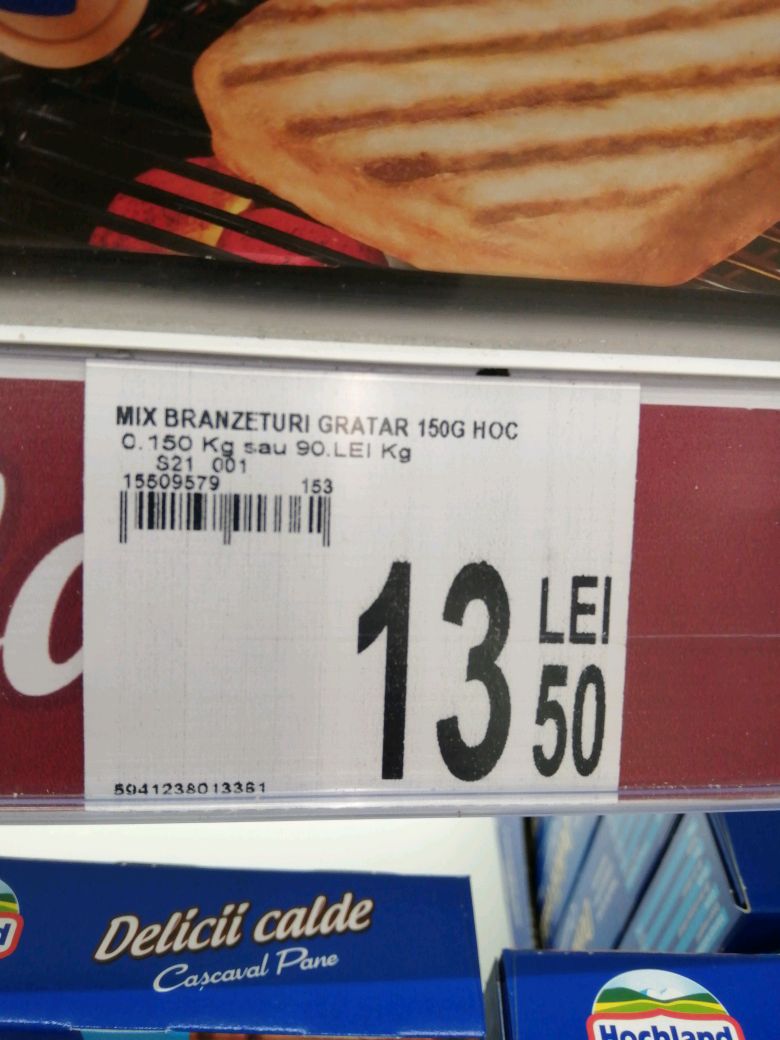 MIX BRANZETURI GRATAR 150G HOC
0.150 Kg sau 90.LEI Kg
S21 001
15509579 153
13 LEI
50
5941238013361
Delicii calde
Cașcaval Pane
Hochland